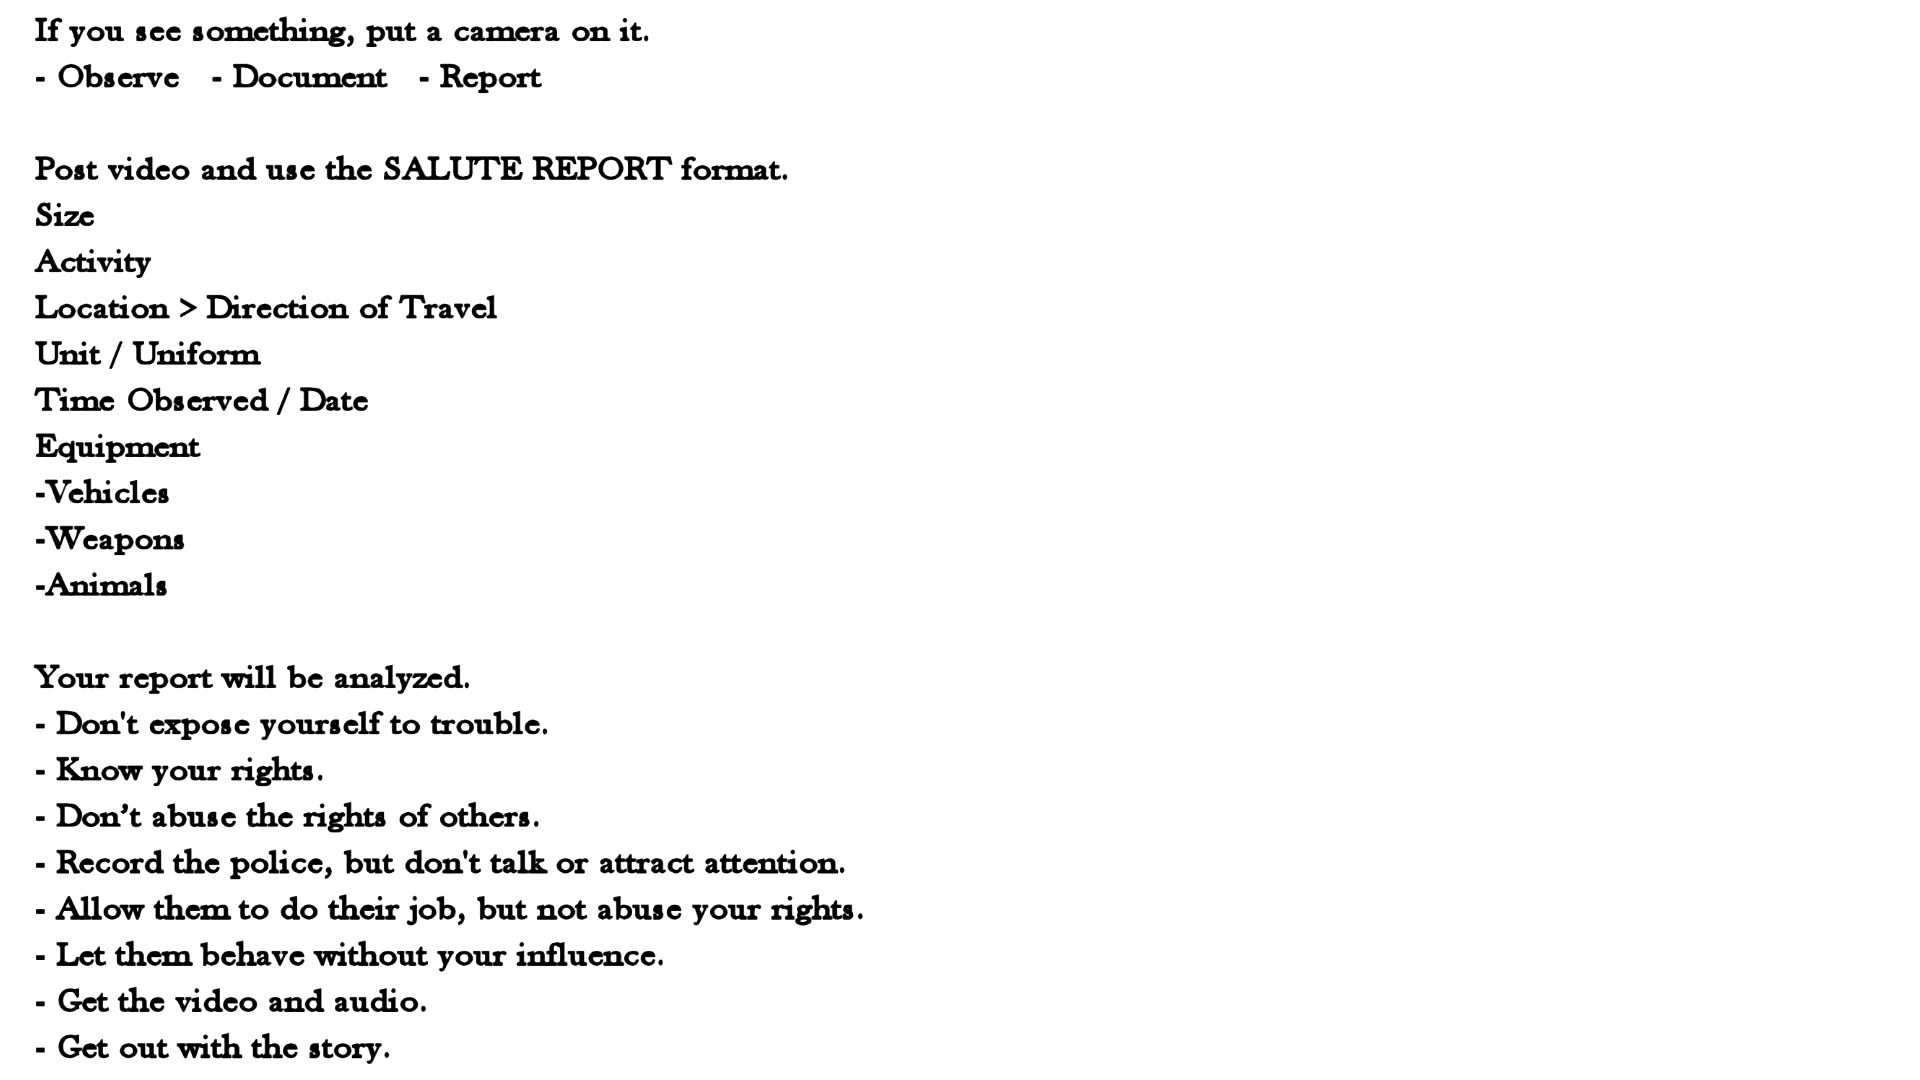 If you see something, put a camera on it.
- Observe - Document - Report
Post video and use the SALUTE REPORT format.
Size
Activity
Location > Direction of Travel
Unit / Uniform
Time Observed / Date
Equipment
-Vehicles
-Weapons
-Animals
Your report will be analyzed.
- Don't expose yourself to trouble.
- Know your rights.
- Don’t abuse the rights of others.
- Record the police, but don't talk or attract attention.
- Allow them to do their job, but not abuse your rights.
- Let them behave without your influence.
- Get the video and audio.
- Get out with the story.